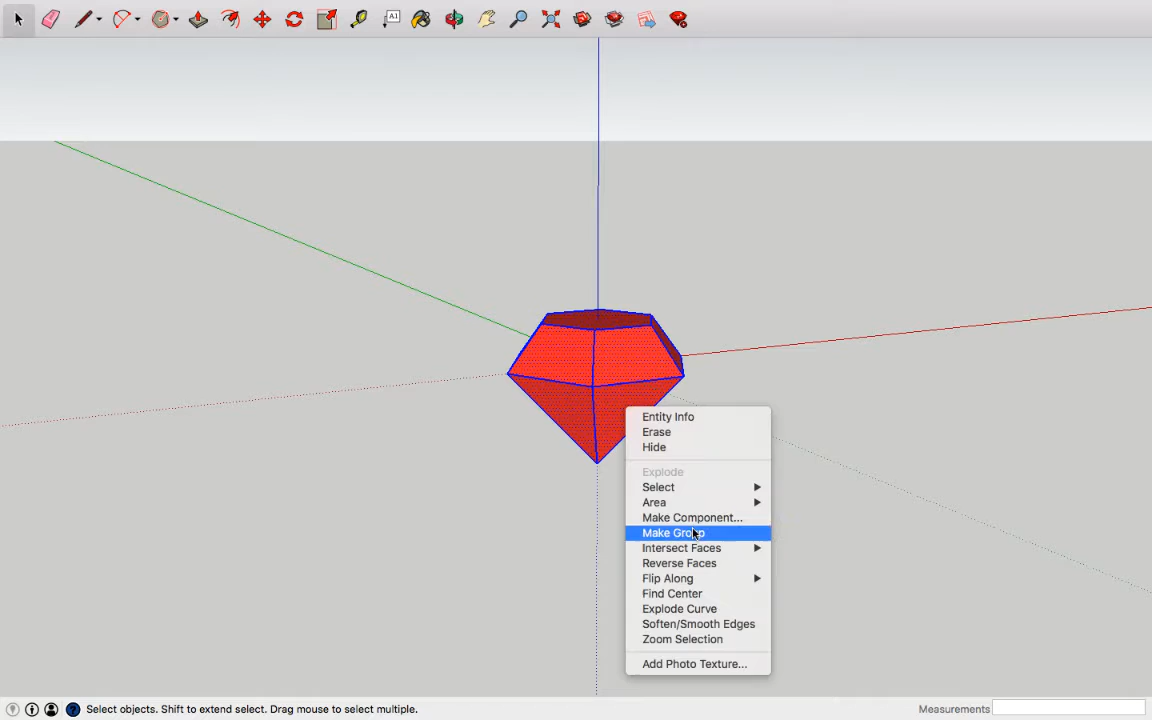 A1
Entity Info
Erase
Hide
Explode
Select
Area
Make Component...
Make Group
Intersect Faces
Reverse Faces
Flip Along
Find Center
Explode Curve
Soften/Smooth Edges
Zoom Selection
Add Photo Texture...
? Select objects. Shift to extend select. Drag mouse to select multiple. Measurements